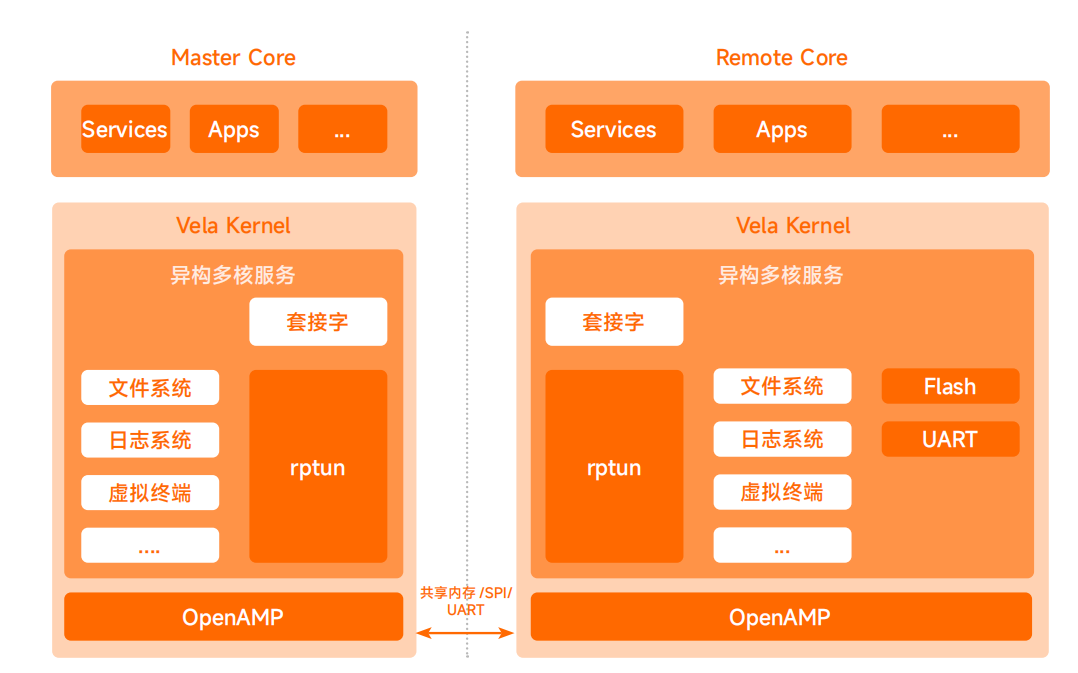 Master Core
Services
Apps
...
Vela Kernel
异构多核服务
套接字
文件系统
日志系统
虚拟终端
....
rptun
OpenAMP
共享内存 /SPI/
UART
Remote Core
Services
Apps
...
Vela Kernel
异构多核服务
套接字
rptun
文件系统
日志系统
虚拟终端
...
Flash
UART
OpenAMP